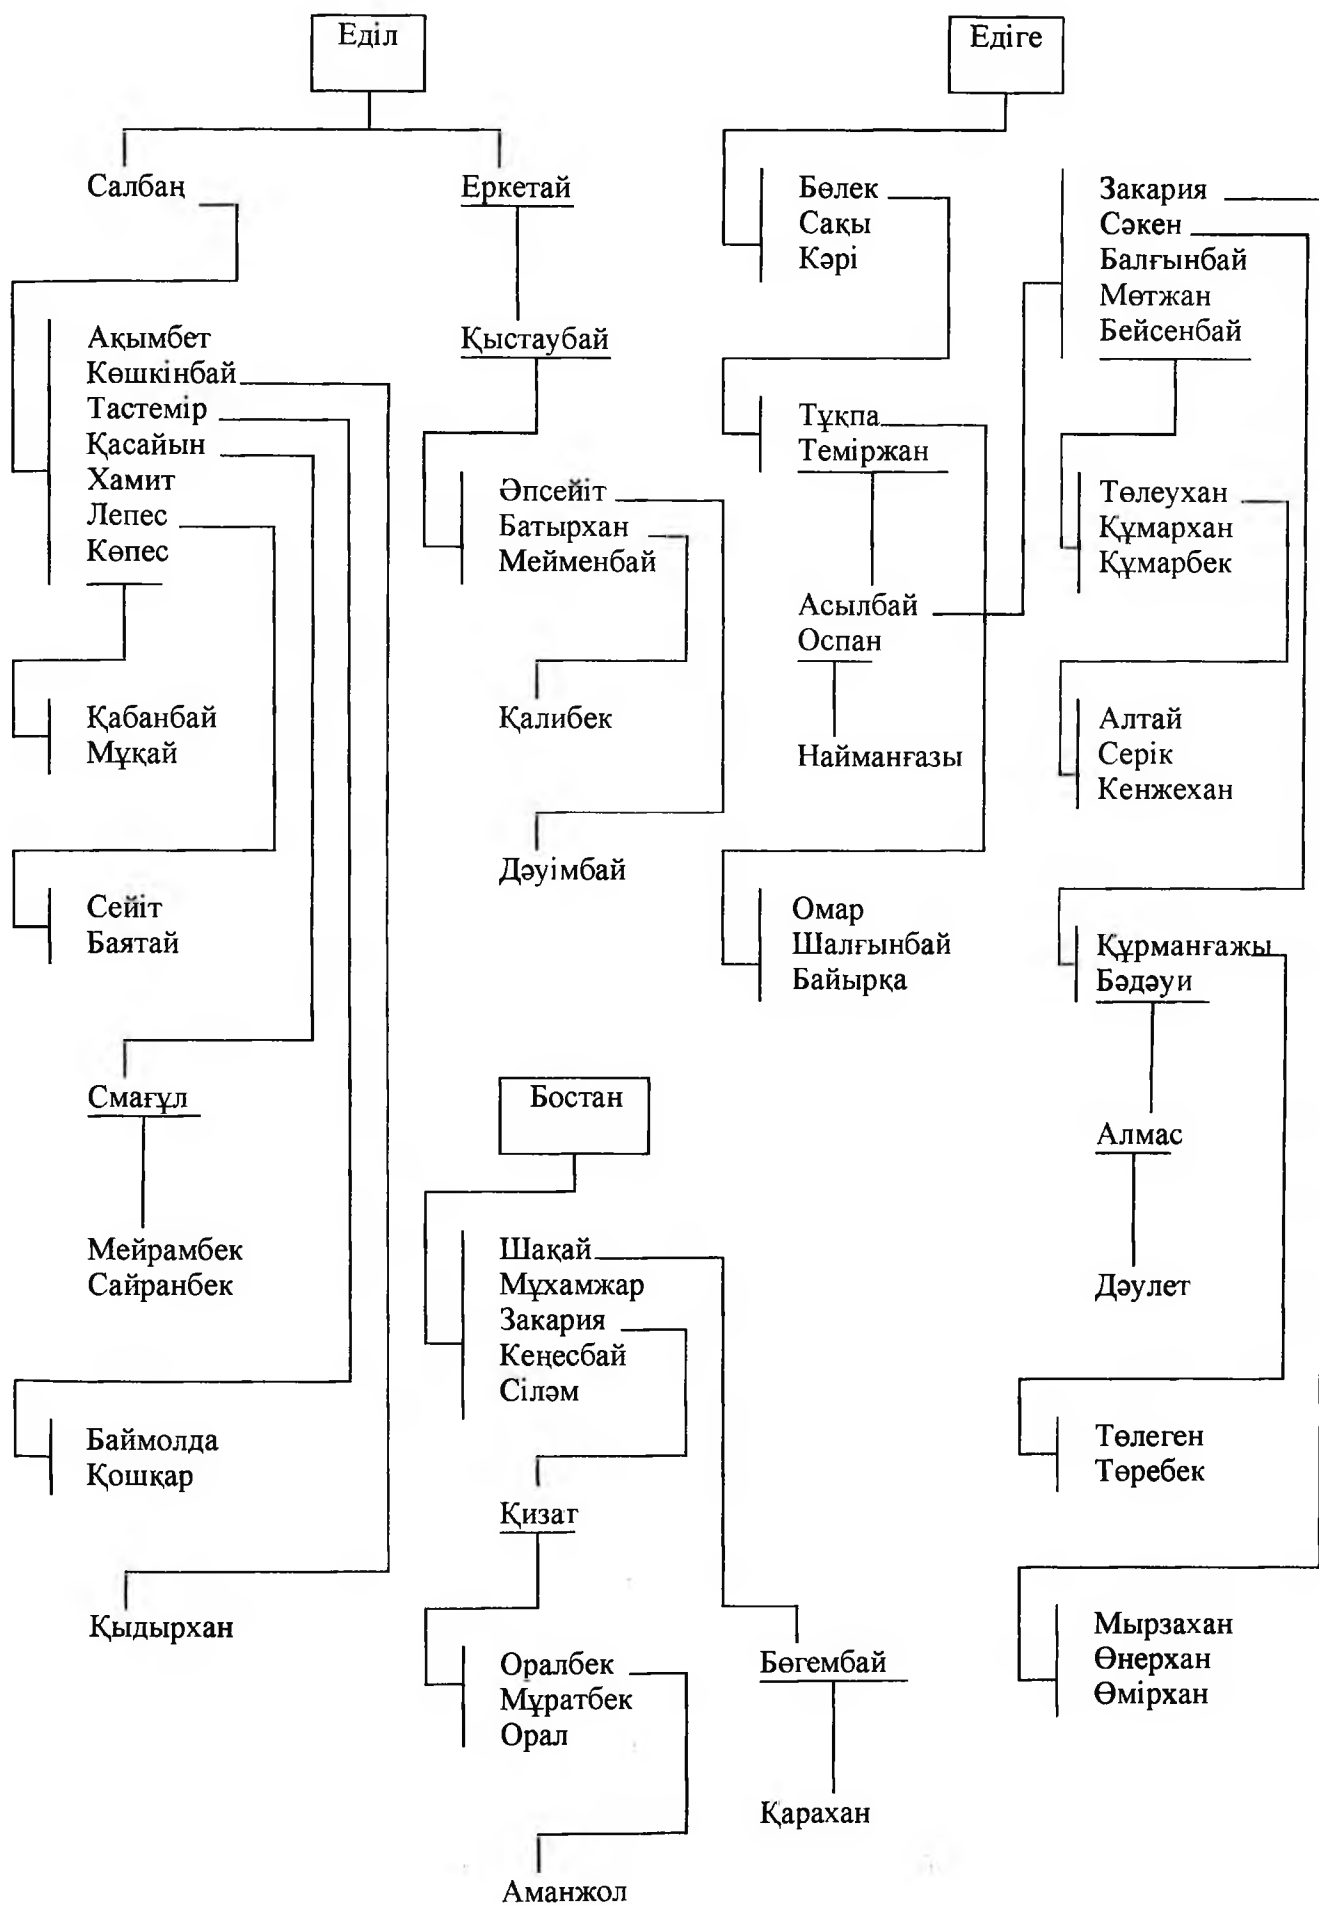 Еділ
Салбаң
Еркетай
Қыстаубай
Ақымбет
Көшкінбай
Тастемір
Қасайын
Хамит
Лепес
Көпес
Әпсейіт
Батырхан
Мейменбай
Қабанбай
Мұқай
Қалибек
Дәуімбай
Сейіт
Баятай
Смағұл
Мейрамбек
Сайранбек
Баймолда
Қошқар
Қыдырхан
Едіге
Бөлек
Сақы
Кәрі
Тұқпа
Теміржан
Асылбай
Оспан
Найманғазы
Омар
Шалғынбай
Байырқа
Закария
Сәкен
Балғынбай
Мөтжан
Бейсенбай
Төлеухан
Құмархан
Құмарбек
Алтай
Серік
Кенжехан
Құрманғажы
Бәдәуи
Алмас
Дәулет
Төлеген
Төребек
Мырзахан
Өнерхан
Өмірхан
Бостан
Шақай
Мұхамжар
Закария
Кеңесбай
Сіләм
Қизат
Оралбек
Мұратбек
Орал
Аманжол
Бөгембай
Қарахан